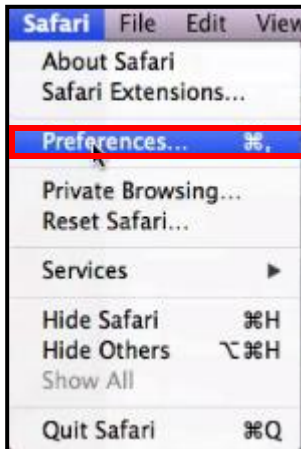 Safari File Edit View
About Safari
Safari Extensions...
Preferences... ⌘,
Private Browsing...
Reset Safari...
Services ▶
Hide Safari ⌘H
Hide Others ⌥⌘H
Show All
Quit Safari ⌘Q